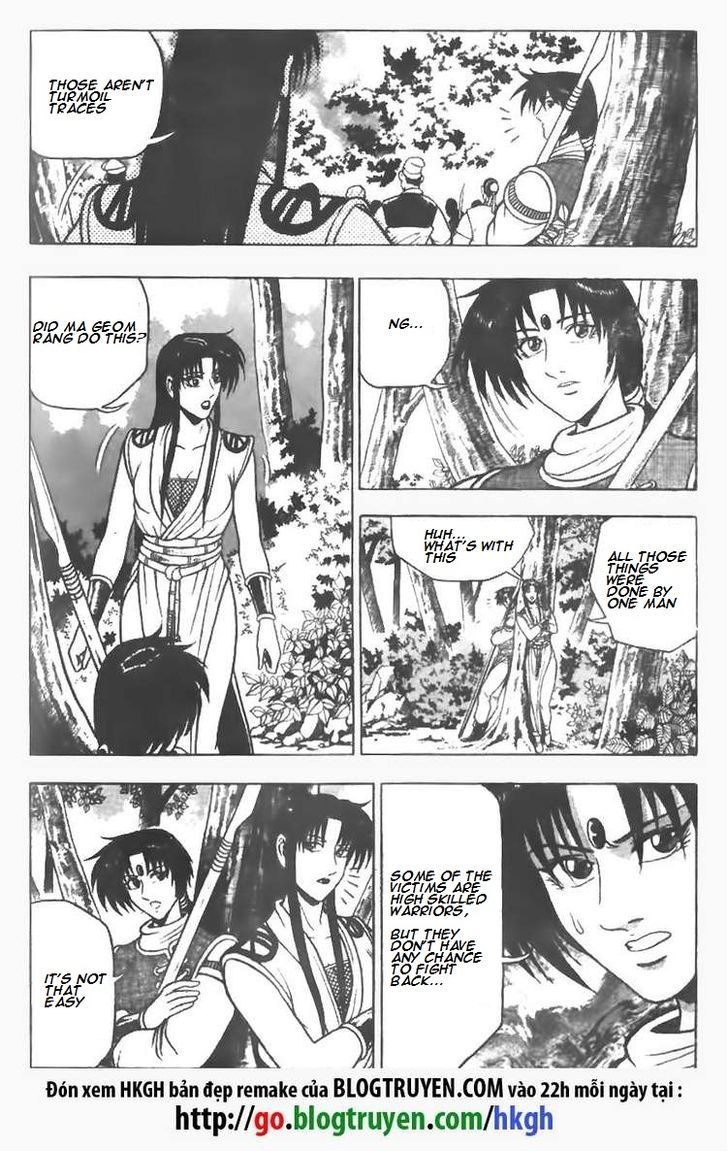 THOSE AREN'T
TURMOIL
TRACES
DID MA GEOM
RANG DO THIS?
NG...
HUH...
WHAT'S WITH
THIS
ALL THOSE
THINGS
WERE
DONE BY
ONE MAN
IT'S NOT
THAT
EASY
SOME OF THE
VICTIMS ARE
HIGH SKILLED
WARRIORS,
BUT THEY
DON'T HAVE
ANY CHANCE
TO FIGHT
BACK...
Đón xem HKGH bản đẹp remake của BLOGTRUYEN.COM vào 22h mỗi ngày tại :
http://go.blogtruyen.com/hkgh